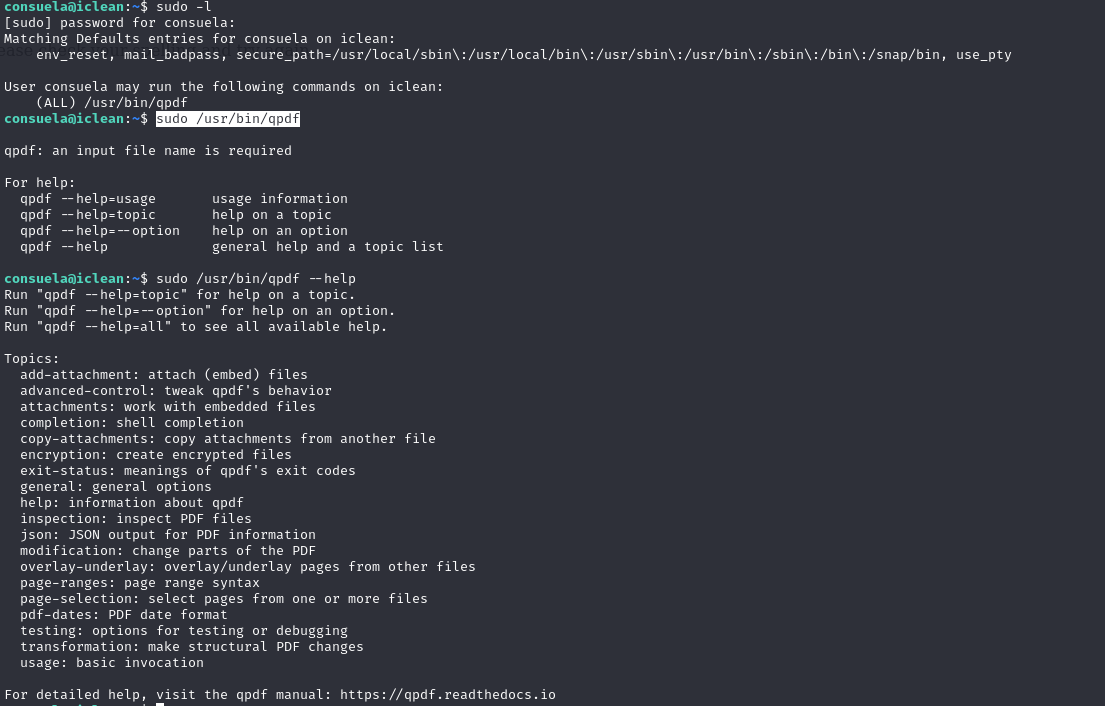 consuela@iclean:~$ sudo -l
[sudo] password for consuela:
Matching Defaults entries for consuela on iclean:
    env_reset, mail_badpass, secure_path=/usr/local/sbin\:/usr/local/bin\:/usr/sbin\:/usr/bin\:/sbin\:/bin\:/snap/bin, use_pty

User consuela may run the following commands on iclean:
    (ALL) /usr/bin/qpdf
consuela@iclean:~$ sudo /usr/bin/qpdf

qpdf: an input file name is required

For help:
  qpdf --help=usage       usage information
  qpdf --help=topic       help on a topic
  qpdf --help=--option    help on an option
  qpdf --help             general help and a topic list

consuela@iclean:~$ sudo /usr/bin/qpdf --help
Run "qpdf --help=topic" for help on a topic.
Run "qpdf --help=--option" for help on an option.
Run "qpdf --help=all" to see all available help.

Topics:
  add-attachment: attach (embed) files
  advanced-control: tweak qpdf's behavior
  attachments: work with embedded files
  completion: shell completion
  copy-attachments: copy attachments from another file
  encryption: create encrypted files
  exit-status: meanings of qpdf's exit codes
  general: general options
  help: information about qpdf
  inspection: inspect PDF files
  json: JSON output for PDF information
  modification: change parts of the PDF
  overlay-underlay: overlay/underlay pages from other files
  page-ranges: page range syntax
  page-selection: select pages from one or more files
  pdf-dates: PDF date format
  testing: options for testing or debugging
  transformation: make structural PDF changes
  usage: basic invocation

For detailed help, visit the qpdf manual: https://qpdf.readthedocs.io